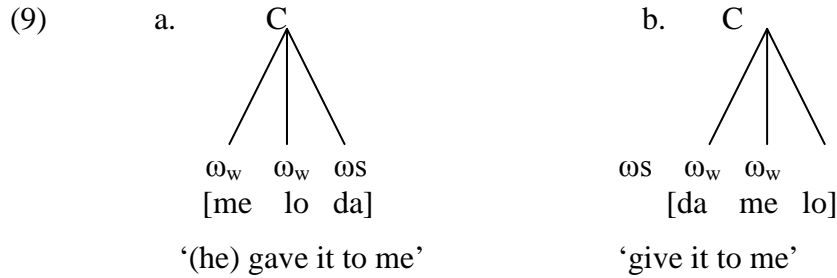 (9) a. C b. C
ωw ωw ωs ωs ωw ωw
[me lo da] [da me lo]
‘(he) gave it to me’ ‘give it to me’